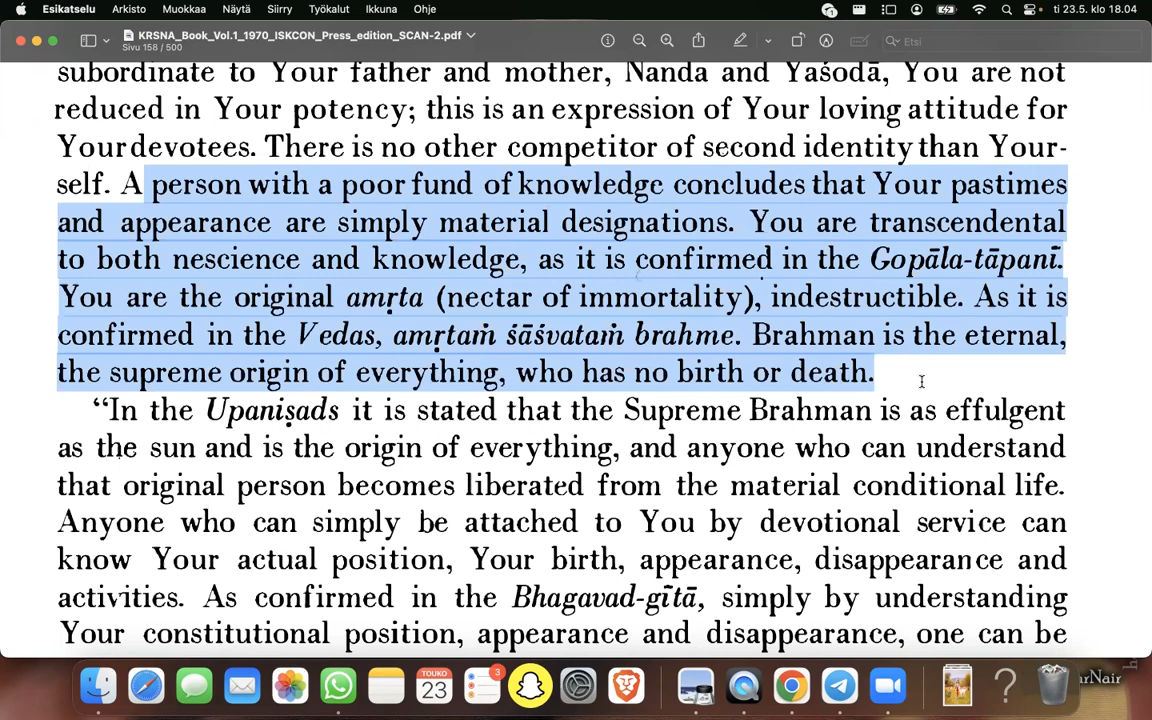 Esikatselu Arkisto Muokkaa Näytä Siirry Työkalut Ikkuna Ohje ti 23.5. klo 18.04
KRSNA_Book_Vol.1_1970_ISKCON_Press_edition_SCAN-2.pdf
Sivu 158 / 500
Etsi
subordinate to Your father and mother, Nanda and Yaśodā, You are not
reduced in Your potency; this is an expression of Your loving attitude for
Your devotees. There is no other competitor of second identity than Your-
self. A person with a poor fund of knowledge concludes that Your pastimes
and appearance are simply material designations. You are transcendental
to both nescience and knowledge, as it is confirmed in the Gopāla-tāpanī.
You are the original amṛta (nectar of immortality), indestructible. As it is
confirmed in the Vedas, amṛtaṁ śāśvataṁ brahme. Brahman is the eternal,
the supreme origin of everything, who has no birth or death.
“In the Upaniṣads it is stated that the Supreme Brahman is as effulgent
as the sun and is the origin of everything, and anyone who can understand
that original person becomes liberated from the material conditional life.
Anyone who can simply be attached to You by devotional service can
know Your actual position, Your birth, appearance, disappearance and
activities. As confirmed in the Bhagavad-gītā, simply by understanding
Your constitutional position, appearance and disappearance, one can be
TOUKO
23
3
arNair